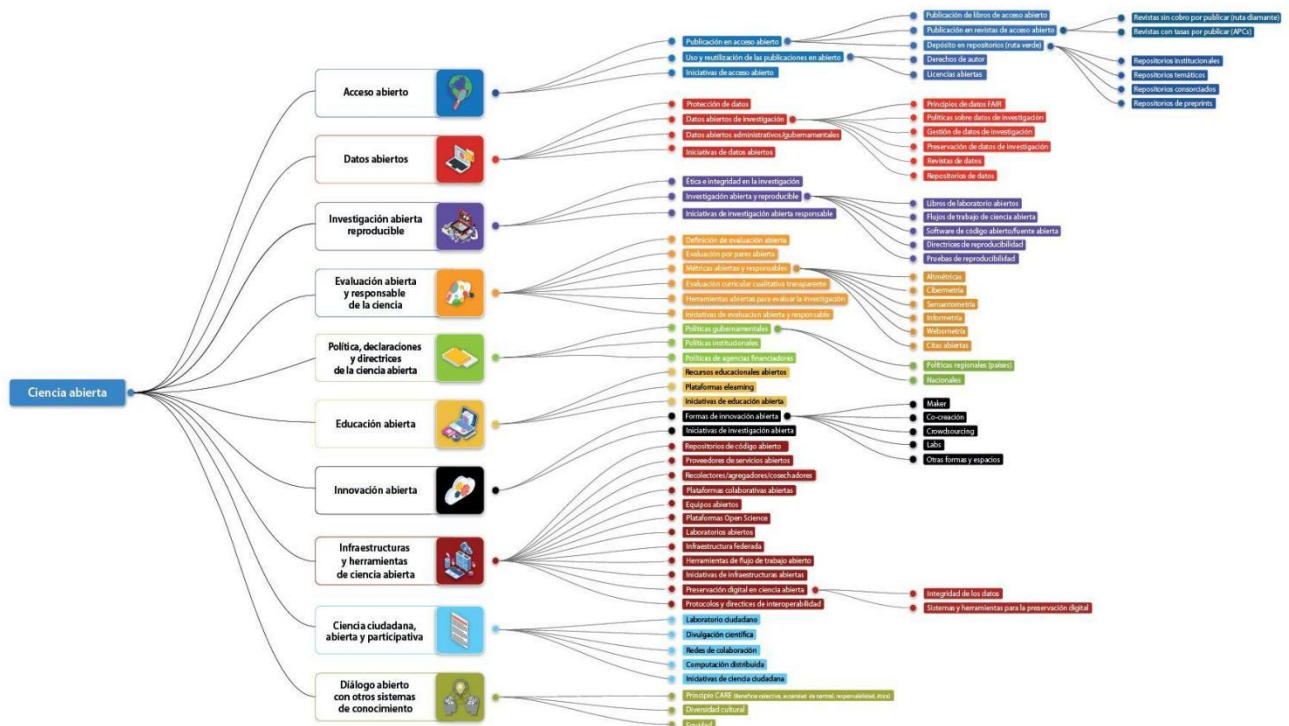 Ciencia abierta
Acceso abierto
Publicación en acceso abierto
Publicación de libros de acceso abierto
Publicación en revistas de acceso abierto
Revistas sin cobro por publicar (ruta diamante)
Revistas con tasas por publicar (APCs)
Depósito en repositorios (ruta verde)
Repositorios institucionales
Repositorios temáticos
Repositorios consorciados
Repositorios de preprints
Uso y reutilización de las publicaciones en abierto
Derechos de autor
Licencias abiertas
Iniciativas de acceso abierto
Datos abiertos
Protección de datos
Datos abiertos de investigación
Principios de datos FAIR
Políticas sobre datos de investigación
Gestión de datos de investigación
Preservación de datos de investigación
Revistas de datos
Repositorios de datos
Datos abiertos administrativos/gubernamentales
Iniciativas de datos abiertos
Investigación abierta
reproducible
Ética e integridad en la investigación
Investigación abierta y reproducible
Libros de laboratorio abiertos
Flujos de trabajo de ciencia abierta
Software de código abierto/fuente abierta
Directrices de reproducibilidad
Pruebas de reproducibilidad
Iniciativas de investigación abierta responsable
Evaluación abierta
y responsable
de la ciencia
Definición de evaluación abierta
Evaluación por pares abierta
Métricas abiertas y responsables
Altmétricas
Cibermetría
Semantometría
Informetría
Webometría
Citas abiertas
Evaluación curricular cualitativa transparente
Herramientas abiertas para evaluar la investigación
Iniciativas de evaluacion abierta y responsable
Política, declaraciones
y directrices
de la ciencia abierta
Políticas gubernamentales
Políticas regionales (países)
Nacionales
Políticas institucionales
Políticas de agencias financiadoras
Educación abierta
Recursos educacionales abiertos
Plataformas elearning
Iniciativas de educación abierta
Innovación abierta
Formas de innovación abierta
Maker
Co-creación
Crowdsourcing
Labs
Otras formas y espacios
Iniciativas de investigación abierta
Infraestructuras
y herramientas
de ciencia abierta
Repositorios de código abierto
Proveedores de servicios abiertos
Recolectores/agregadores/cosechadores
Plataformas colaborativas abiertas
Equipos abiertos
Plataformas Open Science
Laboratorios abiertos
Infraestructura federada
Herramientas de flujo de trabajo abierto
Iniciativas de infraestructuras abiertas
Preservación digital en ciencia abierta
Integridad de los datos
Sistemas y herramientas para la preservación digital
Protocolos y directices de interoperabilidad
Ciencia ciudadana,
abierta y participativa
Laboratorio ciudadano
Divulgación científica
Redes de colaboración
Computación distribuida
Iniciativas de ciencia ciudadana
Diálogo abierto
con otros sistemas
de conocimiento
Principio CARE (Beneficio colectivo, autoridad de control, responsabilidad, ética)
Diversidad cultural
Equidad